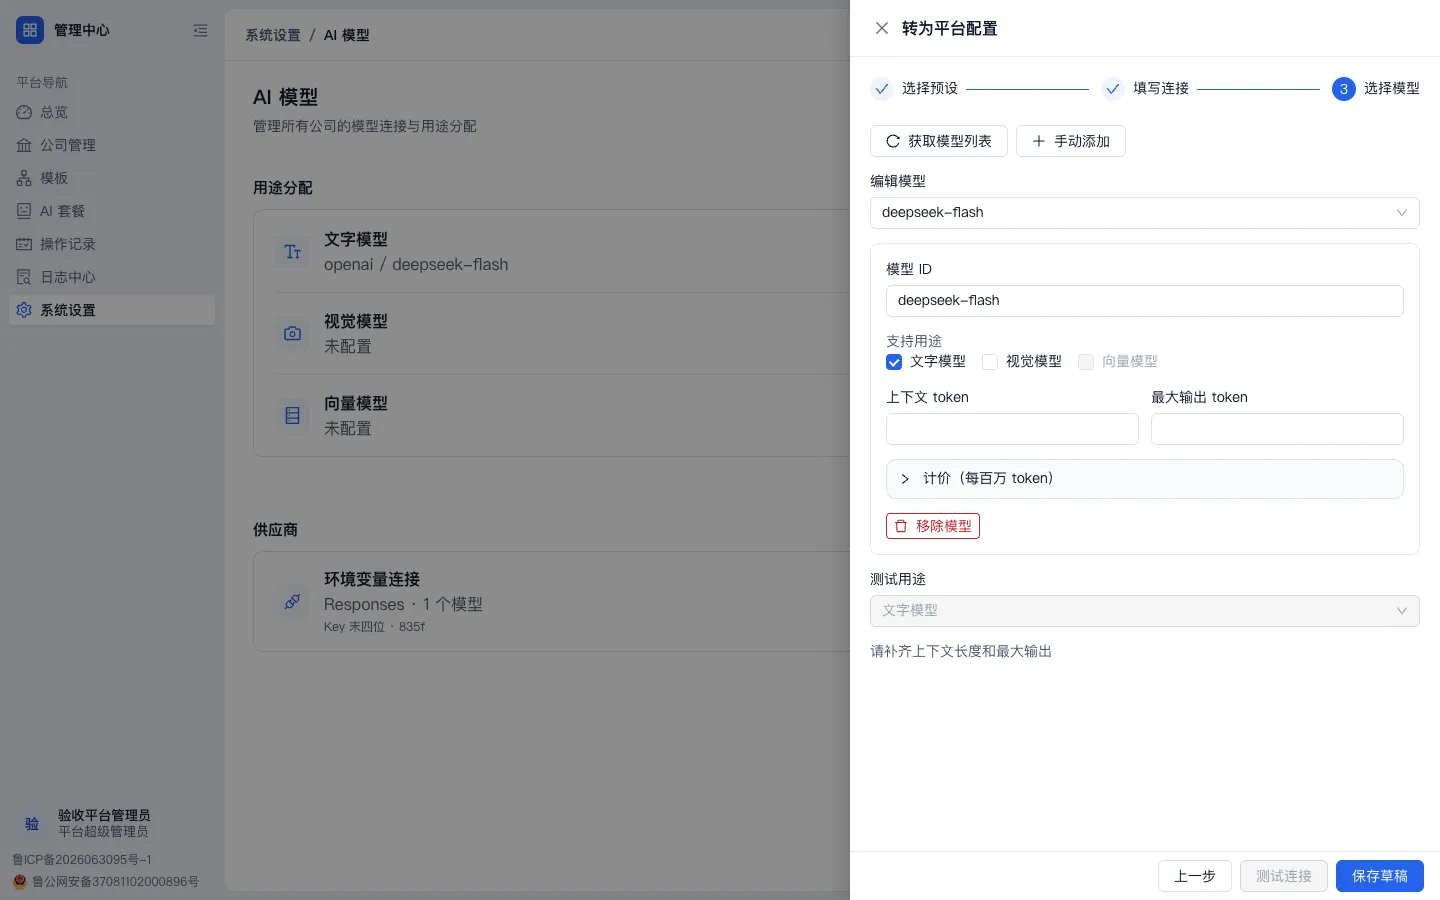 管理中心
平台导航
总览
公司管理
模板
AI 套餐
操作记录
日志中心
系统设置
验
验收平台管理员
平台超级管理员
鲁ICP备2026063095号-1
鲁公网安备37081102000896号
系统设置 / AI 模型
AI 模型
管理所有公司的模型连接与用途分配
用途分配
文字模型
openai / deepseek-flash
视觉模型
未配置
向量模型
未配置
供应商
环境变量连接
Responses · 1 个模型
Key 末四位 · 835f
转为平台配置
选择预设
填写连接
3 选择模型
获取模型列表
手动添加
编辑模型
deepseek-flash
模型 ID
deepseek-flash
支持用途
文字模型 视觉模型 向量模型
上下文 token 最大输出 token
计价（每百万 token）
移除模型
测试用途
文字模型
请补齐上下文长度和最大输出
上一步 测试连接 保存草稿